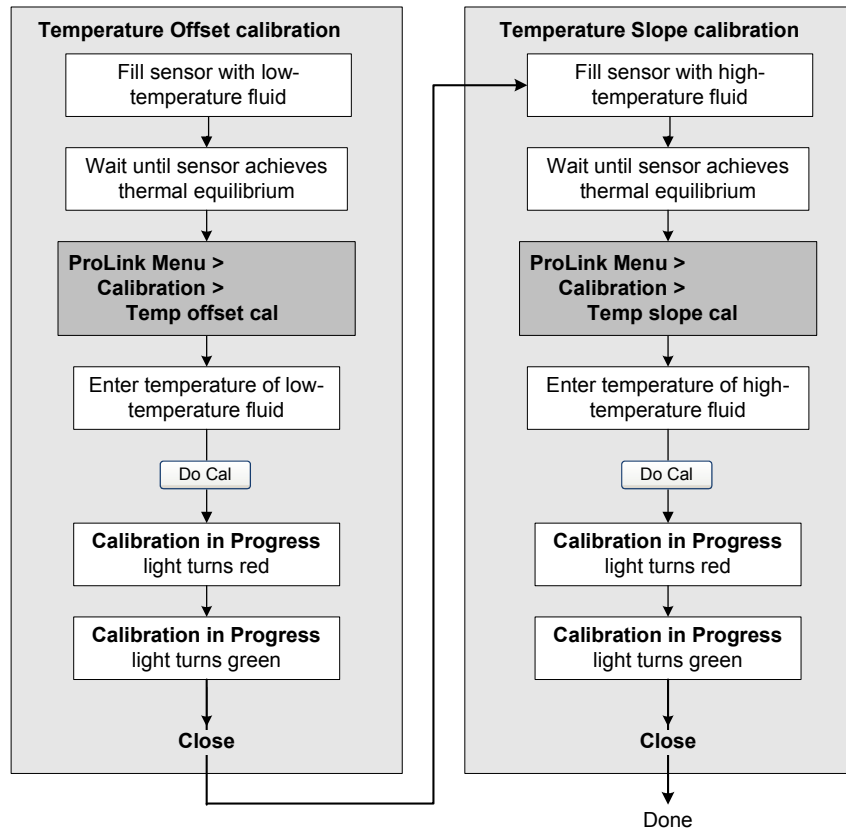 Temperature Offset calibration
Fill sensor with low-
temperature fluid
Wait until sensor achieves
thermal equilibrium
ProLink Menu >
Calibration >
Temp offset cal
Enter temperature of low-
temperature fluid
Do Cal
Calibration in Progress
light turns red
Calibration in Progress
light turns green
Close
Temperature Slope calibration
Fill sensor with high-
temperature fluid
Wait until sensor achieves
thermal equilibrium
ProLink Menu >
Calibration >
Temp slope cal
Enter temperature of high-
temperature fluid
Do Cal
Calibration in Progress
light turns red
Calibration in Progress
light turns green
Close
Done